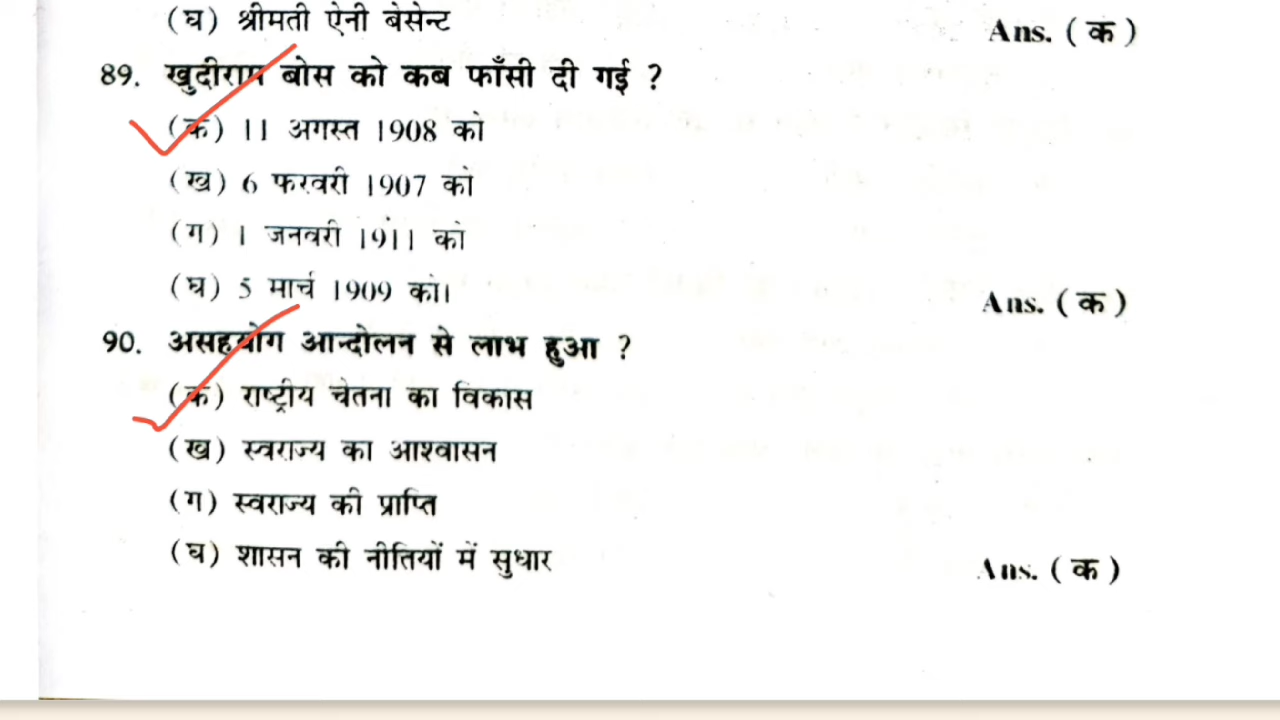 (घ) श्रीमती ऐनी बेसेन्ट Ans. (क)
89. खुदीराम बोस को कब फाँसी दी गई ?
(क) 11 अगस्त 1908 को
(ख) 6 फरवरी 1907 को
(ग) 1 जनवरी 1911 को
(घ) 5 मार्च 1909 को। Ans. (क)
90. असहयोग आन्दोलन से लाभ हुआ ?
(क) राष्ट्रीय चेतना का विकास
(ख) स्वराज्य का आश्वासन
(ग) स्वराज्य की प्राप्ति
(घ) शासन की नीतियों में सुधार Ans. (क)